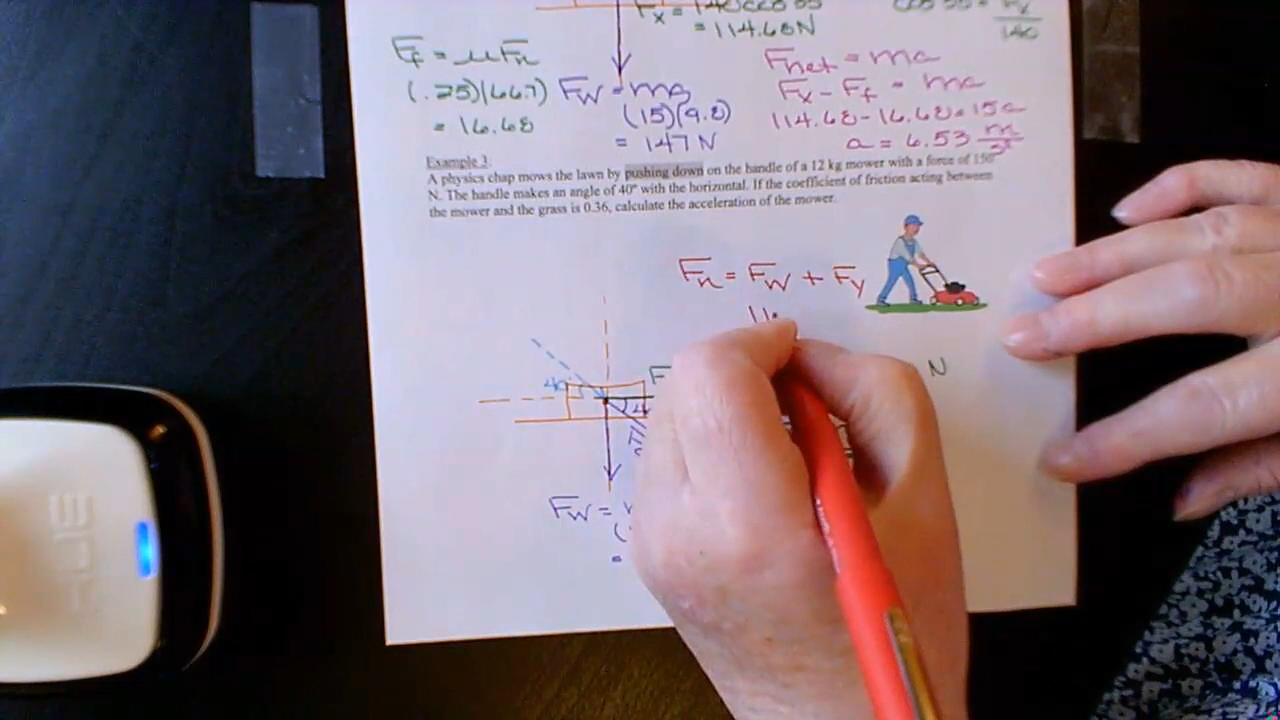 = 114.68N
Ff = μFn
(.25)(66.7)
= 16.68
FW = mg
(15)(9.8)
= 147N
Fnet = ma
Fx - Ff = ma
114.68 - 16.68 = 15a
a = 6.53 m
Example 3:
A physics chap mows the lawn by pushing down on the handle of a 12 kg mower with a force of 150
N. The handle makes an angle of 40° with the horizontal. If the coefficient of friction acting between
the mower and the grass is 0.36, calculate the acceleration of the mower.
Fn = FW + Fy
11
40
F
N
FW =
(
=
HUE